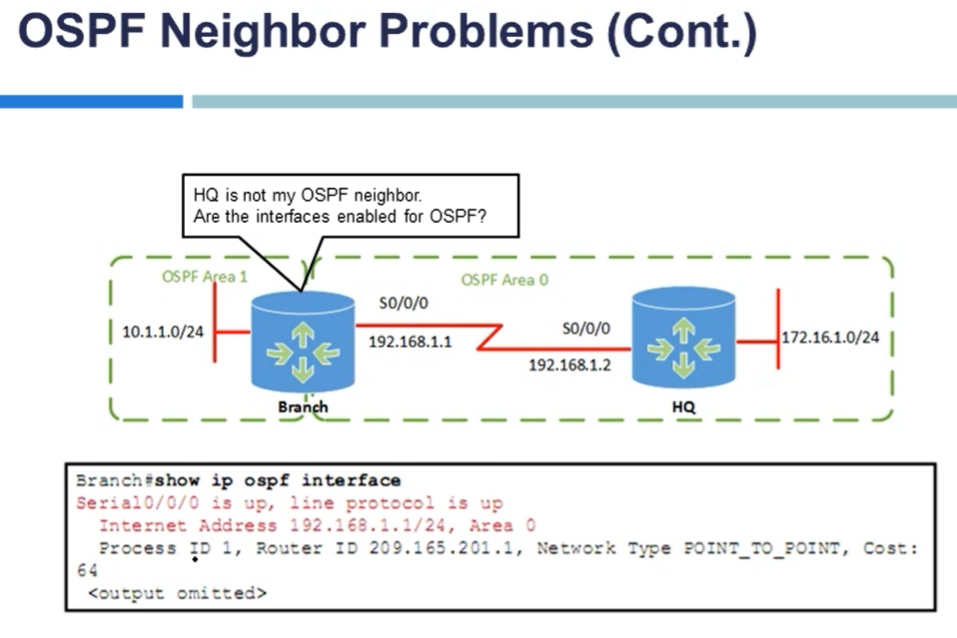 OSPF Neighbor Problems (Cont.)
HQ is not my OSPF neighbor.
Are the interfaces enabled for OSPF?
OSPF Area 1
OSPF Area 0
S0/0/0
10.1.1.0/24
192.168.1.1
S0/0/0
192.168.1.2
172.16.1.0/24
Branch
HQ
Branch#show ip ospf interface
Serial0/0/0 is up, line protocol is up
Internet Address 192.168.1.1/24, Area 0
Process ID 1, Router ID 209.165.201.1, Network Type POINT_TO_POINT, Cost:
64
<output omitted>